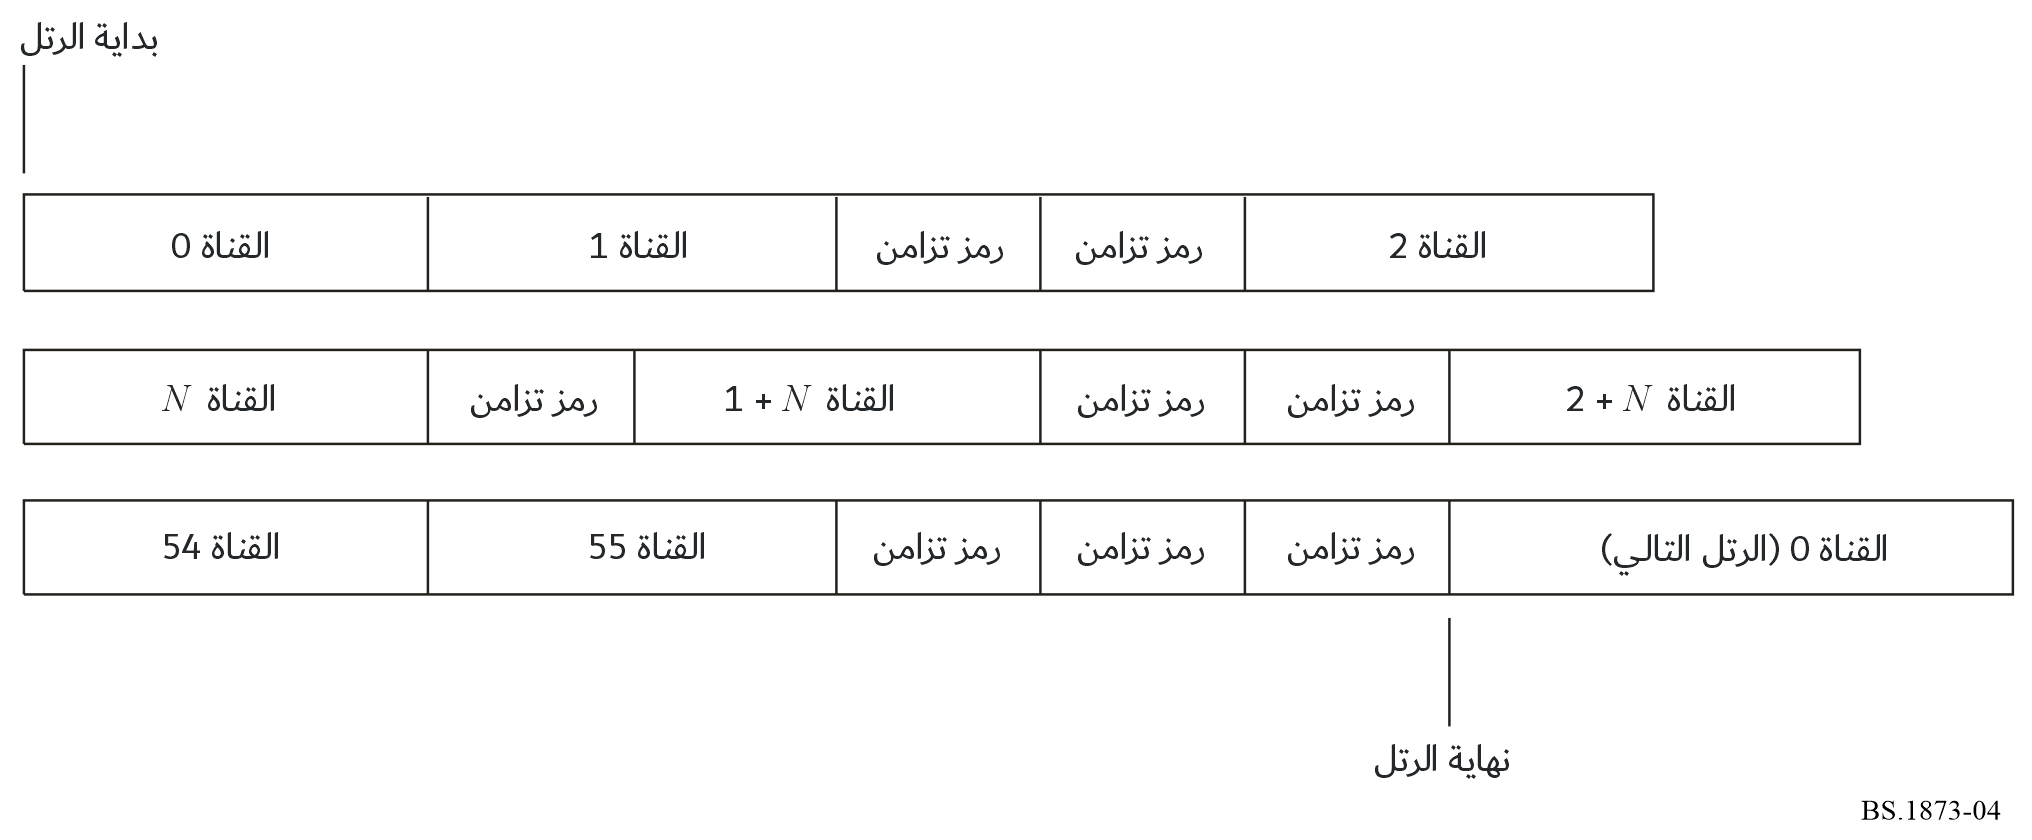 بداية الرتل
القناة 0 القناة 1 رمز تزامن رمز تزامن القناة 2
القناة N رمز تزامن القناة N + 1 رمز تزامن رمز تزامن القناة N + 2
القناة 54 القناة 55 رمز تزامن رمز تزامن رمز تزامن القناة 0 (الرتل التالي)
نهاية الرتل
BS.1873-04